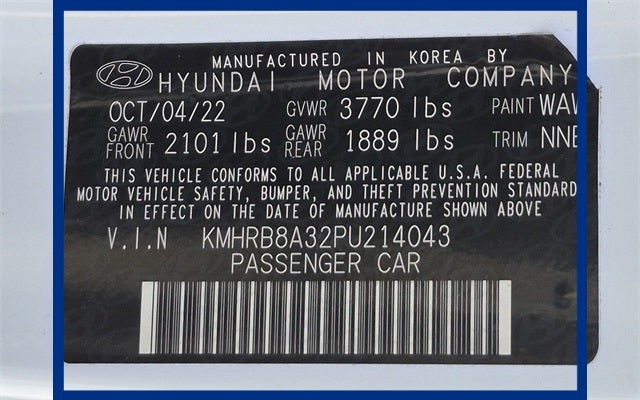 MANUFACTURED IN KOREA BY
HYUNDAI MOTOR COMPANY
OCT/04/22 GVWR 3770 lbs PAINT WAW
GAWR FRONT 2101 lbs GAWR REAR 1889 lbs TRIM NNB
THIS VEHICLE CONFORMS TO ALL APPLICABLE U.S.A. FEDERAL
MOTOR VEHICLE SAFETY, BUMPER, AND THEFT PREVENTION STANDARD
IN EFFECT ON THE DATE OF MANUFACTURE SHOWN ABOVE
V.I.N KMHRB8A32PU214043
PASSENGER CAR